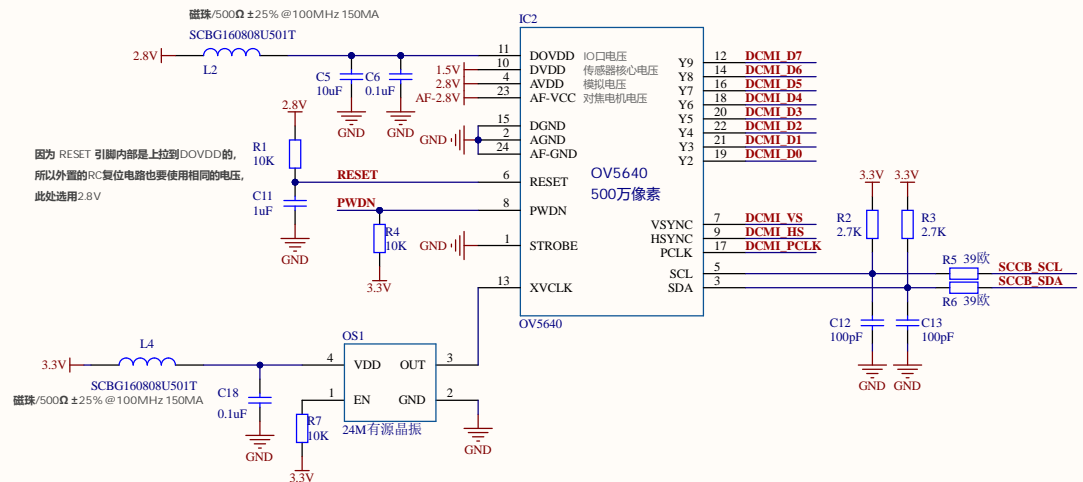 磁珠/500Ω ±25% @100MHz 150MA
SCBG160808U501T
2.8V
L2
C5
10uF
C6
0.1uF
GND
GND
1.5V
2.8V
AF-2.8V
GND
2.8V
R1
10K
因为 RESET 引脚内部是上拉到DOVDD的,
所以外置的RC复位电路也要使用相同的电压,
此处选用2.8V
RESET
C11
1uF
GND
PWDN
R4
10K
3.3V
GND
IC2
11 DOVDD IO口电压
10 DVDD 传感器核心电压
4 AVDD 模拟电压
23 AF-VCC 对焦电机电压
15 DGND
2 AGND
24 AF-GND
6 RESET
8 PWDN
1 STROBE
13 XVCLK
OV5640
500万像素
OV5640
Y9 12 DCMI_D7
Y8 14 DCMI_D6
Y7 16 DCMI_D5
Y6 18 DCMI_D4
Y5 20 DCMI_D3
Y4 22 DCMI_D2
Y3 21 DCMI_D1
Y2 19 DCMI_D0
VSYNC 7 DCMI_VS
HSYNC 9 DCMI_HS
PCLK 17 DCMI_PCLK
SCL 5
SDA 3
3.3V
3.3V
R2
2.7K
R3
2.7K
R5 39欧 SCCB_SCL
SCCB_SDA
R6 39欧
C12
100pF
C13
100pF
GND
GND
3.3V
L4
SCBG160808U501T
磁珠/500Ω ±25% @100MHz 150MA
C18
0.1uF
GND
OS1
4 VDD OUT 3
1 EN GND 2
24M有源晶振
R7
10K
3.3V
GND